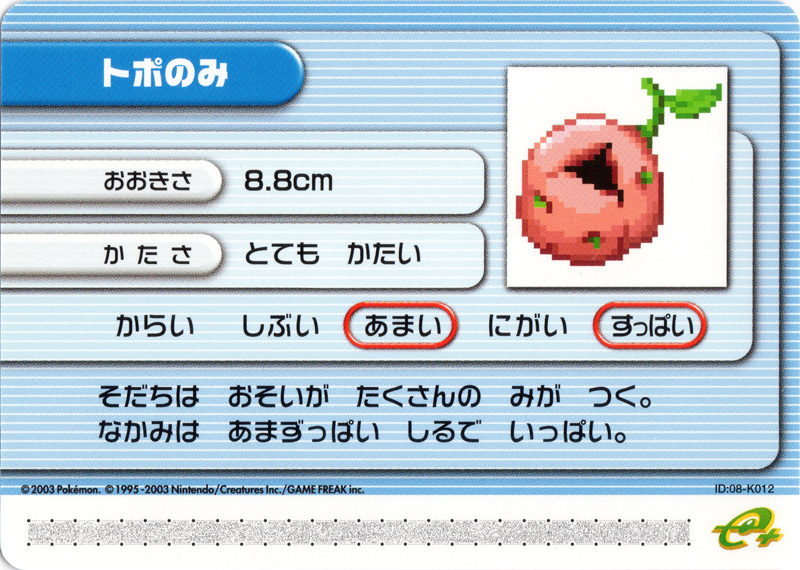 トポのみ
おおきさ 8.8cm
かたさ とても かたい
からい しぶい あまい にがい すっぱい
そだちは おそいが たくさんの みが つく。
なかみは あまずっぱい しるで いっぱい。
©2003 Pokémon. ©1995-2003 Nintendo/Creatures Inc./GAME FREAK inc. ID:08-K012
e+